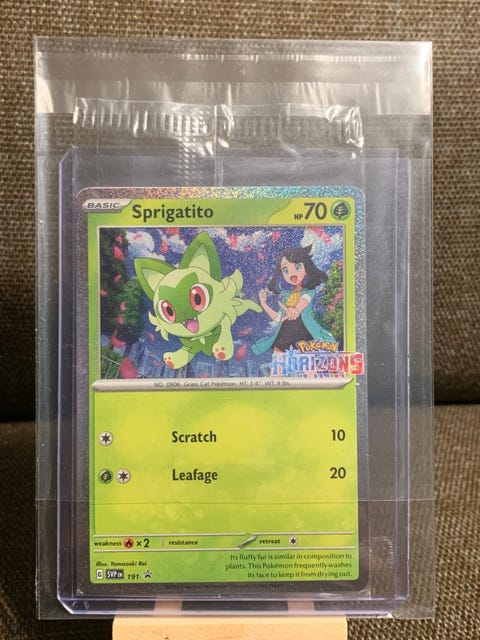 BASIC
Sprigatito
HP 70
POKÉMON
HORIZONS
NO. 0906 Grass Cat Pokémon HT: 1'4" WT: 9 lbs
Scratch 10
Leafage 20
weakness ×2 resistance retreat
Illus. Yamazaki Rei
Its fluffy fur is similar in composition to
plants. This Pokémon frequently washes
its face to keep it from drying out.
G SVP EN 191